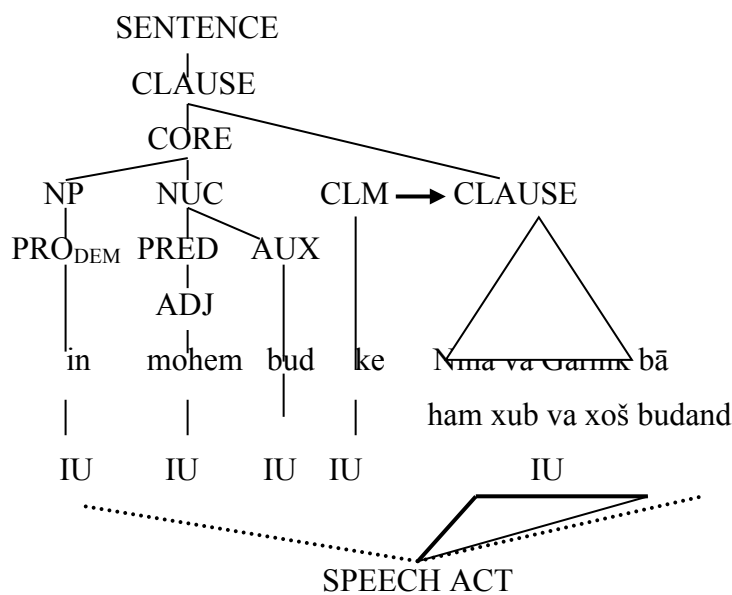 SENTENCE
CLAUSE
CORE
NP NUC CLM CLAUSE
PRODEM PRED AUX
ADJ
in mohem bud ke va bā
ham xub va xoš budand
IU IU IU IU IU
SPEECH ACT